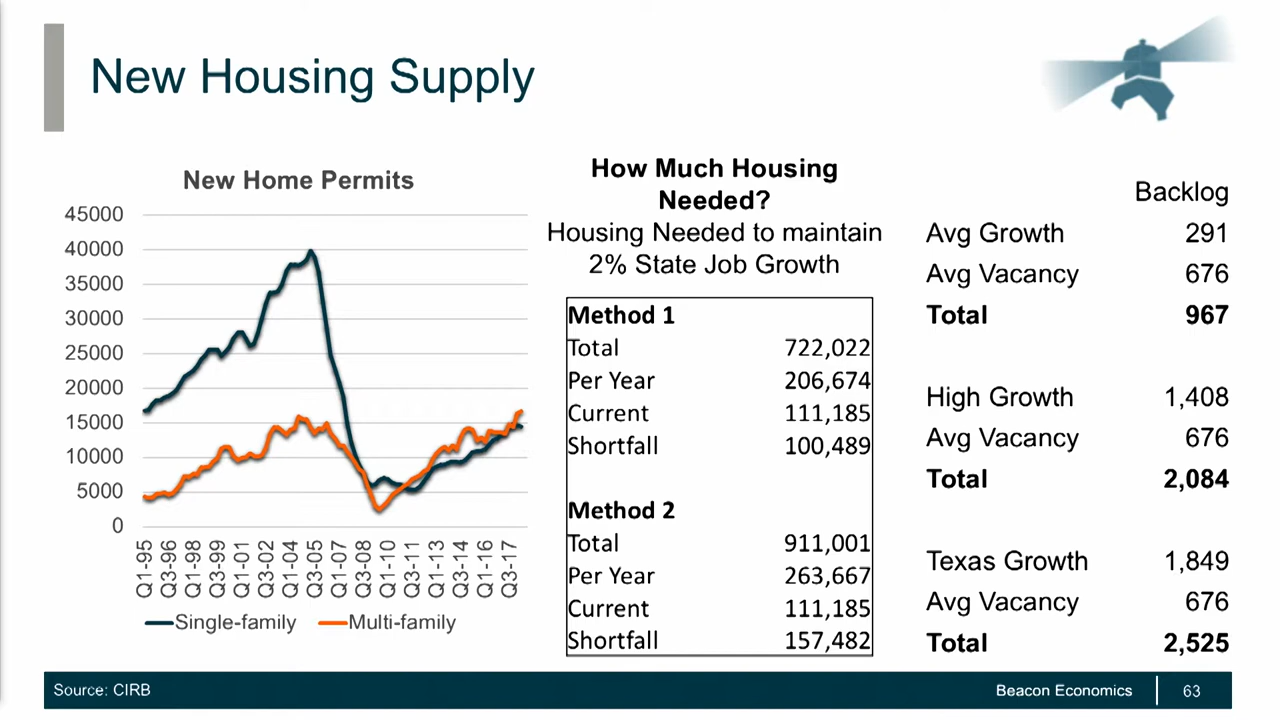 New Housing Supply
New Home Permits
45000
40000
35000
30000
25000
20000
15000
10000
5000
0
Q1-95
Q3-96
Q1-98
Q3-99
Q1-01
Q3-02
Q1-04
Q3-05
Q1-07
Q3-08
Q1-10
Q3-11
Q1-13
Q3-14
Q1-16
Q3-17
Single-family Multi-family
How Much Housing
Needed?
Housing Needed to maintain
2% State Job Growth
Method 1
Total 722,022
Per Year 206,674
Current 111,185
Shortfall 100,489
Method 2
Total 911,001
Per Year 263,667
Current 111,185
Shortfall 157,482
Backlog
Avg Growth 291
Avg Vacancy 676
Total 967
High Growth 1,408
Avg Vacancy 676
Total 2,084
Texas Growth 1,849
Avg Vacancy 676
Total 2,525
Source: CIRB
Beacon Economics 63